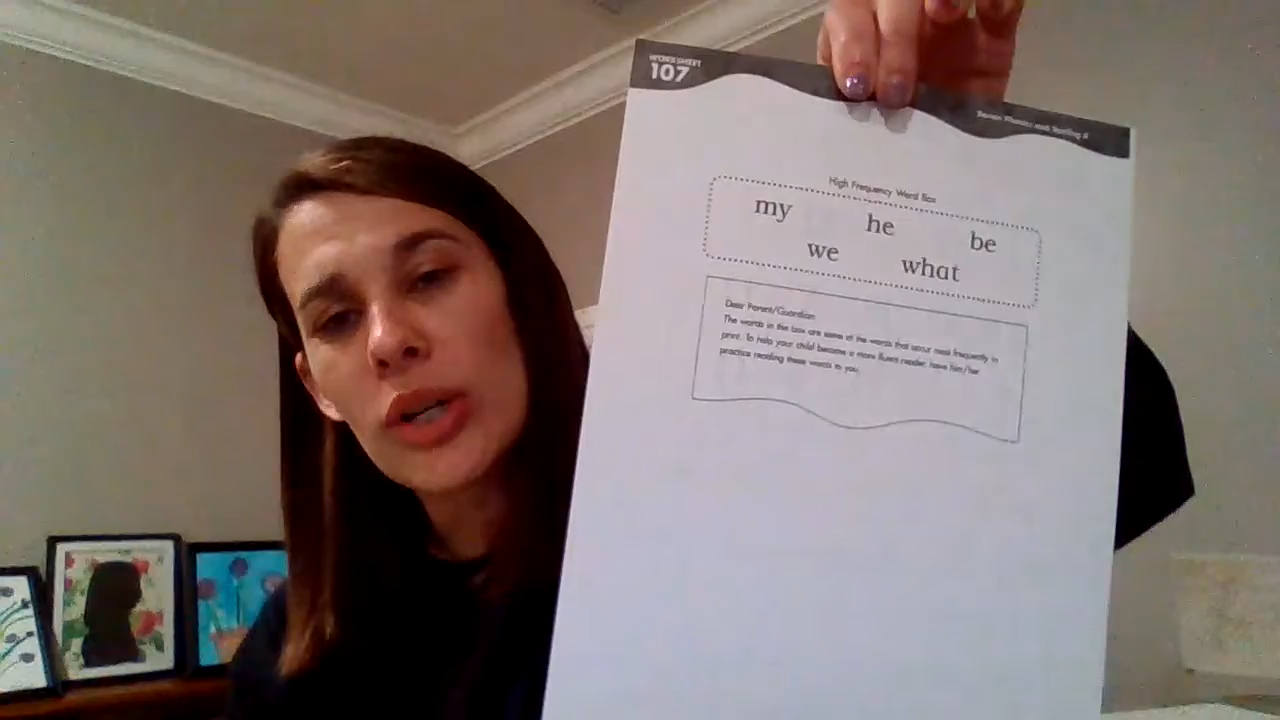 WORKSHEET
107
Saxon Phonics and Spelling K
High Frequency Word Box
my he be
we what
Dear Parent/Guardian:
The words in the box are some of the words that occur most frequently in
print. To help your child become a more fluent reader, have him/her
practice reading these words to you.